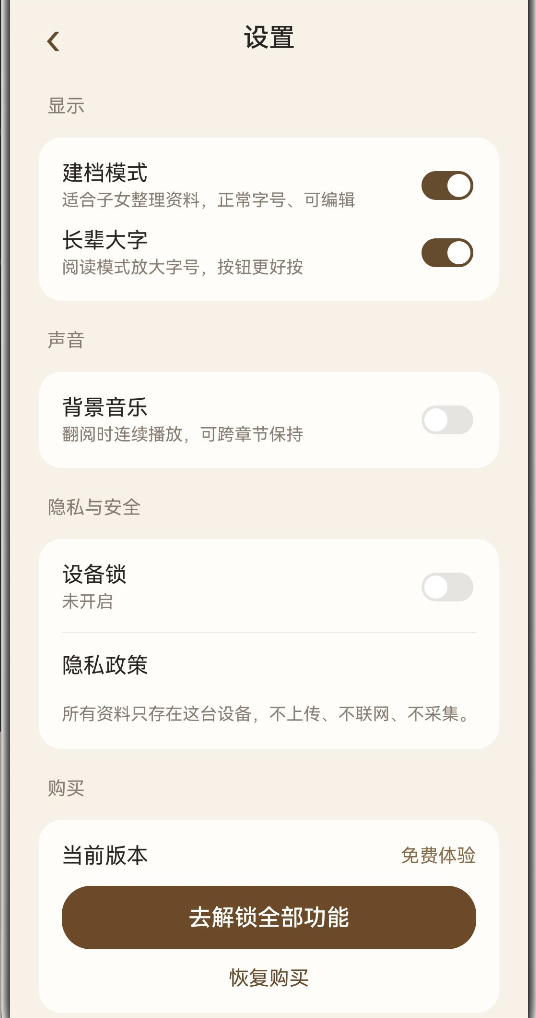 设置
显示
建档模式
适合子女整理资料，正常字号、可编辑
长辈大字
阅读模式放大字号，按钮更好按
声音
背景音乐
翻阅时连续播放，可跨章节保持
隐私与安全
设备锁
未开启
隐私政策
所有资料只存在这台设备，不上传、不联网、不采集。
购买
当前版本 免费体验
去解锁全部功能
恢复购买